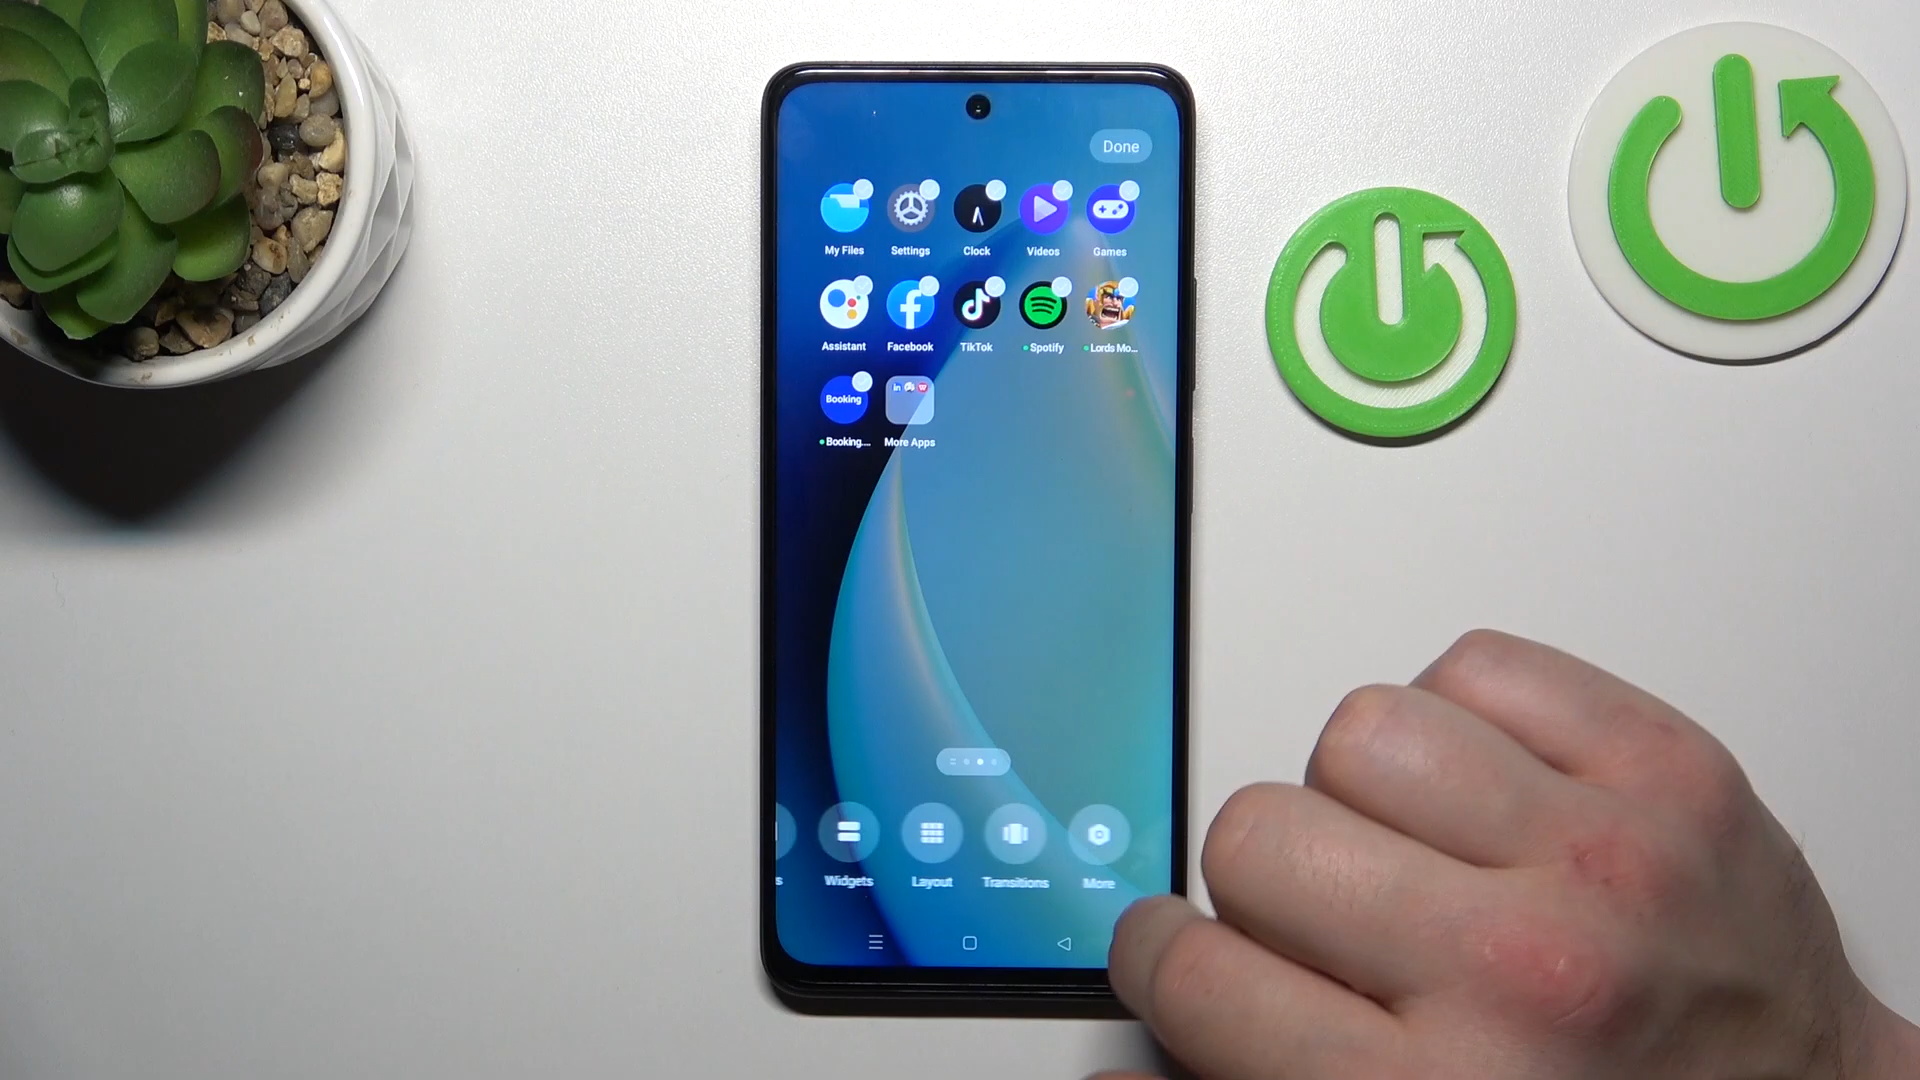 Done
My Files
Settings
Clock
Videos
Games
Assistant
Facebook
TikTok
Spotify
Lords Mo...
Booking
in
Booking....
More Apps
s
Widgets
Layout
Transitions
More